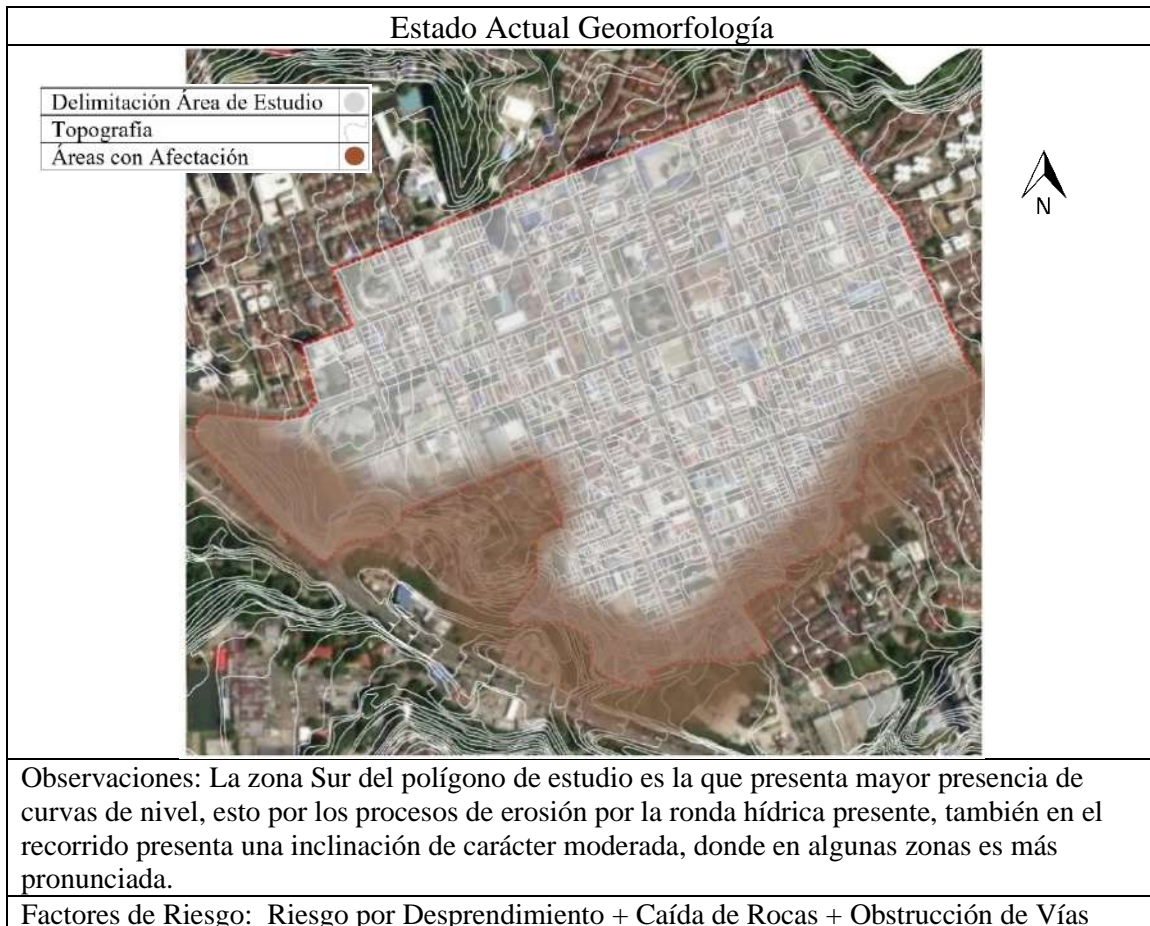 Estado Actual Geomorfología
Delimitación Área de Estudio
Topografía
Áreas con Afectación
N
Observaciones: La zona Sur del polígono de estudio es la que presenta mayor presencia de
curvas de nivel, esto por los procesos de erosión por la ronda hídrica presente, también en el
recorrido presenta una inclinación de carácter moderada, donde en algunas zonas es más
pronunciada.
Factores de Riesgo: Riesgo por Desprendimiento + Caída de Rocas + Obstrucción de Vías